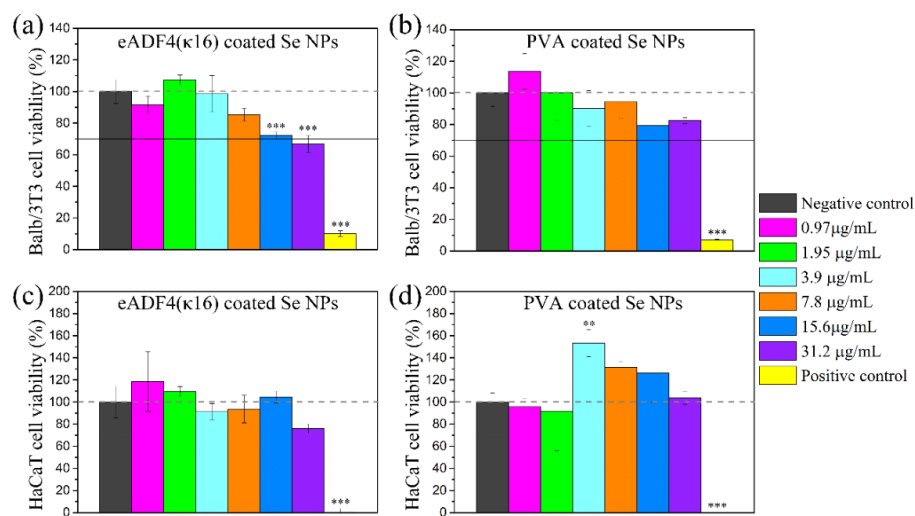 (a)
eADF4(κ16) coated Se NPs
Balb/3T3 cell viability (%)
140
120
100
80
60
40
20
0
***
***
***
(b)
PVA coated Se NPs
Balb/3T3 cell viability (%)
140
120
100
80
60
40
20
0
***
(c)
eADF4(κ16) coated Se NPs
HaCaT cell viability (%)
200
180
160
140
120
100
80
60
40
20
0
***
(d)
PVA coated Se NPs
HaCaT cell viability (%)
200
180
160
140
120
100
80
60
40
20
0
**
***
Negative control
0.97μg/mL
1.95 μg/mL
3.9 μg/mL
7.8 μg/mL
15.6μg/mL
31.2 μg/mL
Positive control